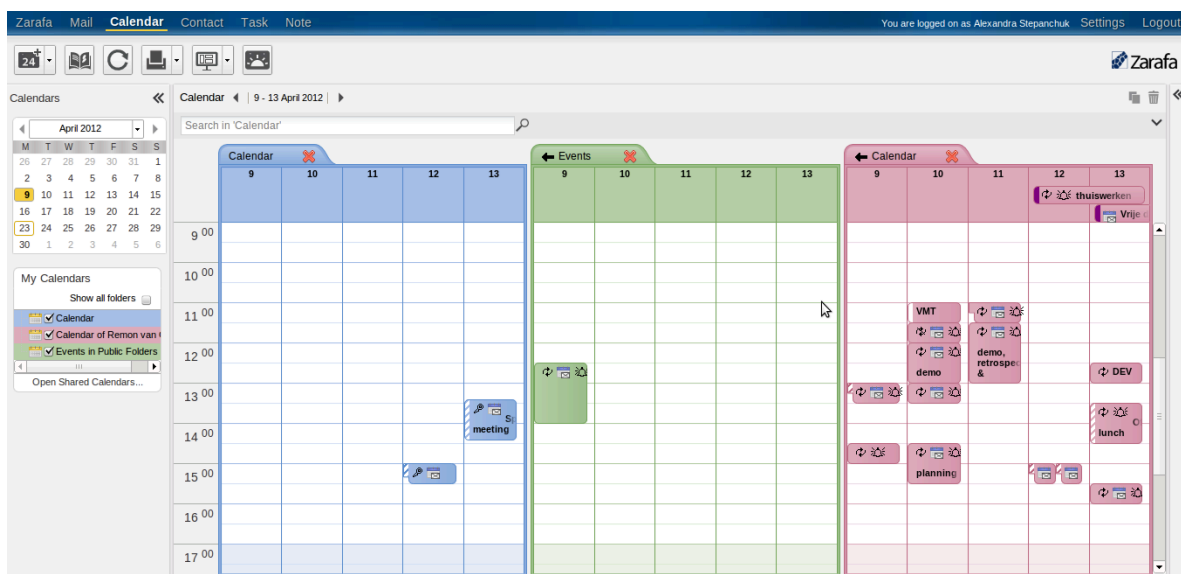 Zarafa Mail Calendar Contact Task Note
You are logged on as Alexandra Stepanchuk Settings Logout
24
Zarafa
Calendars
Calendar 9 - 13 April 2012
Search in 'Calendar'
April 2012
M T W T F S S
26 27 28 29 30 31 1
2 3 4 5 6 7 8
9 10 11 12 13 14 15
16 17 18 19 20 21 22
23 24 25 26 27 28 29
30 1 2 3 4 5 6
My Calendars
Show all folders
Calendar
Calendar of Remon van
Events in Public Folders
Open Shared Calendars...
Calendar
9 10 11 12 13
Events
9 10 11 12 13
Calendar
9 10 11 12 13
thuiswerken
Vrije
9 00
10 00
11 00
12 00
13 00
14 00
15 00
16 00
17 00
meeting
VMT
demo
planning
demo,
retrospec
&
DEV
lunch